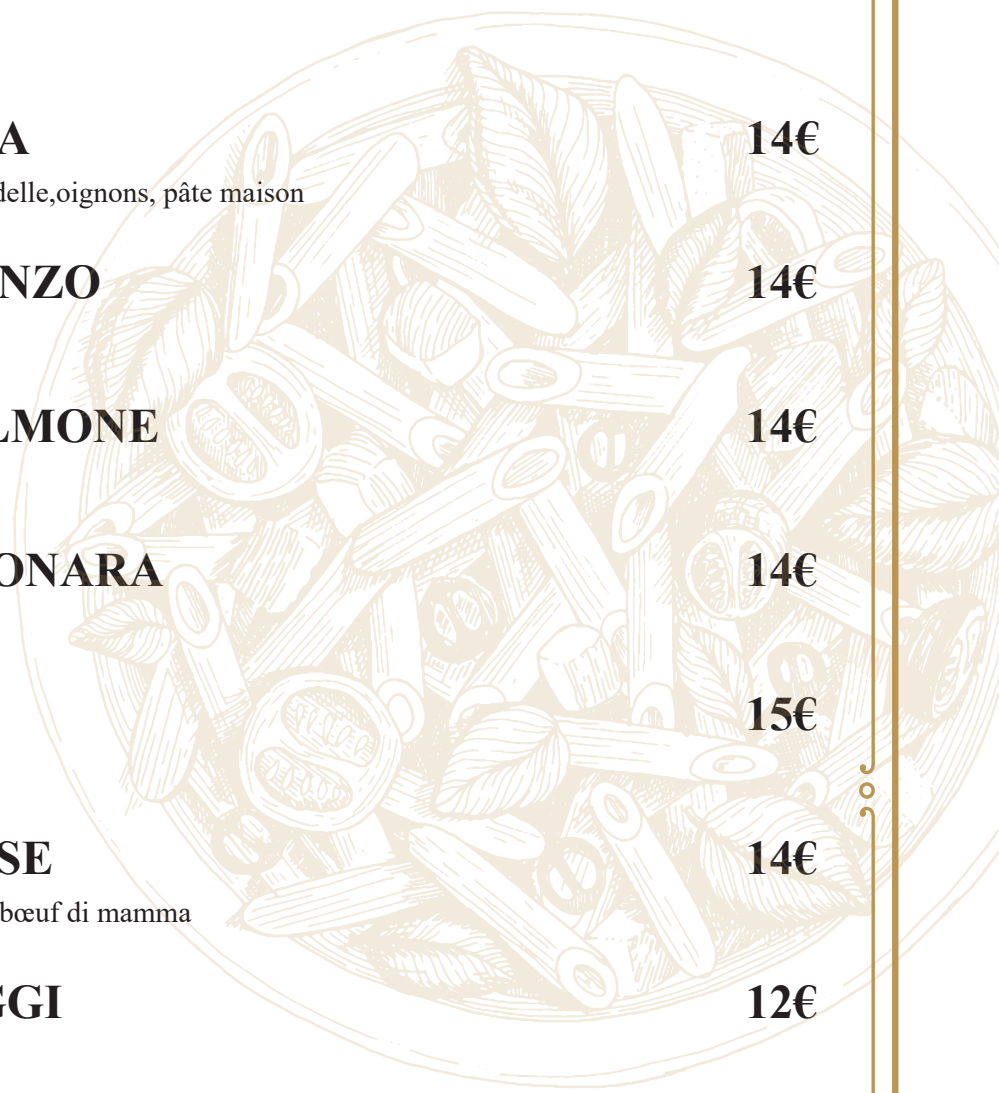 A 14€
delle,oignons, pâte maison
NZO 14€
LMONE 14€
ONARA 14€
15€
SE 14€
bœuf di mamma
GGI 12€